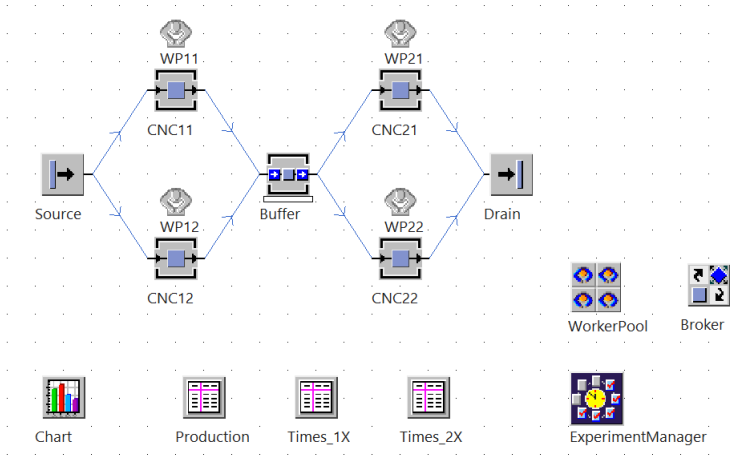 WP11
WP21
CNC11
CNC21
Source
WP12
Buffer
WP22
Drain
CNC12
CNC22
WorkerPool
Broker
Chart
Production
Times_1X
Times_2X
ExperimentManager